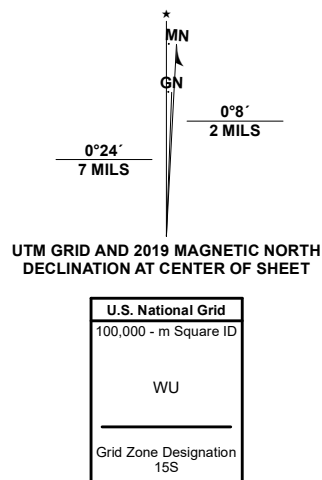 ★
MN
GN
0°8´
2 MILS
0°24´
7 MILS
UTM GRID AND 2019 MAGNETIC NORTH
DECLINATION AT CENTER OF SHEET
U.S. National Grid
100,000 - m Square ID
WU
Grid Zone Designation
15S